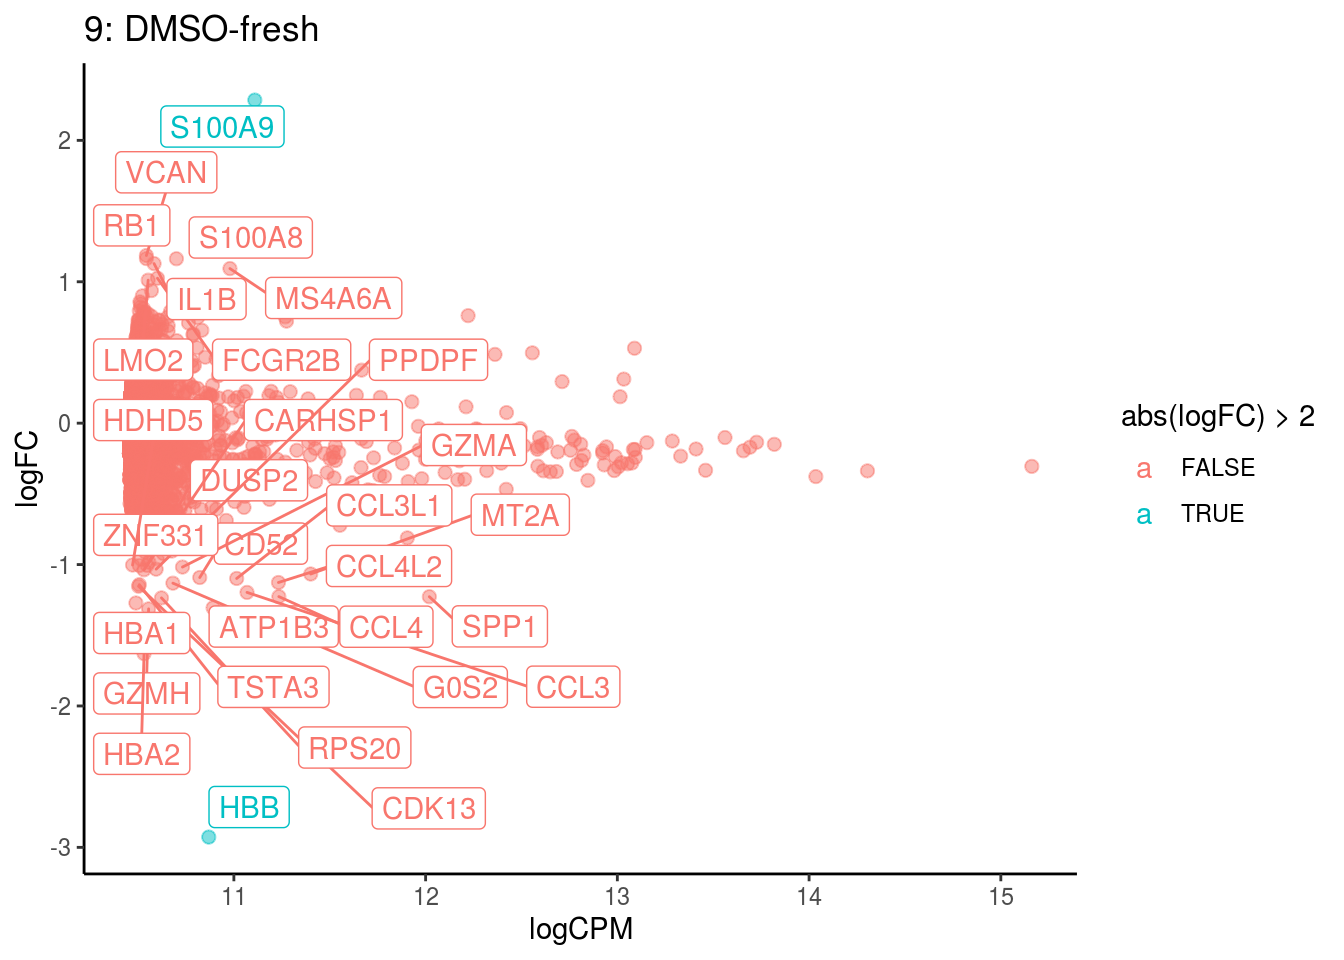 9: DMSO-fresh
S100A9
VCAN
RB1
S100A8
IL1B
MS4A6A
LMO2
FCGR2B
PPDPF
HDHD5
CARHSP1
GZMA
DUSP2
CCL3L1
MT2A
ZNF331
CD52
CCL4L2
HBA1
ATP1B3
CCL4
SPP1
GZMH
TSTA3
G0S2
CCL3
HBA2
RPS20
HBB
CDK13
2
1
0
-1
-2
-3
logFC
11 12 13 14 15
logCPM
abs(logFC) > 2
a FALSE
a TRUE